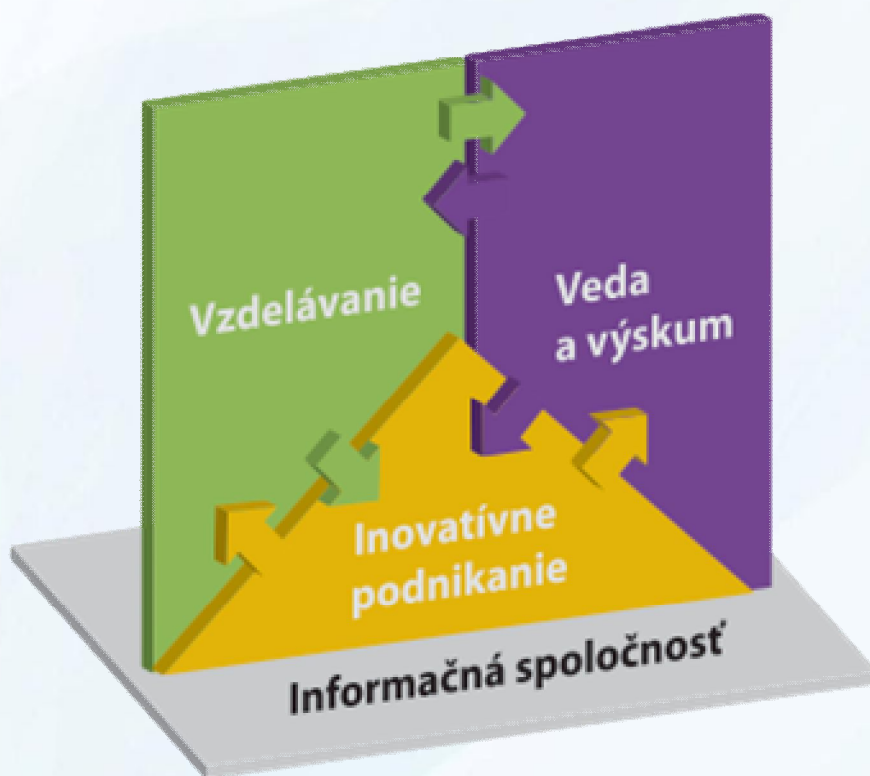 Vzdelávanie
Veda
a výskum
Inovatívne
podnikanie
Informačná spoločnosť